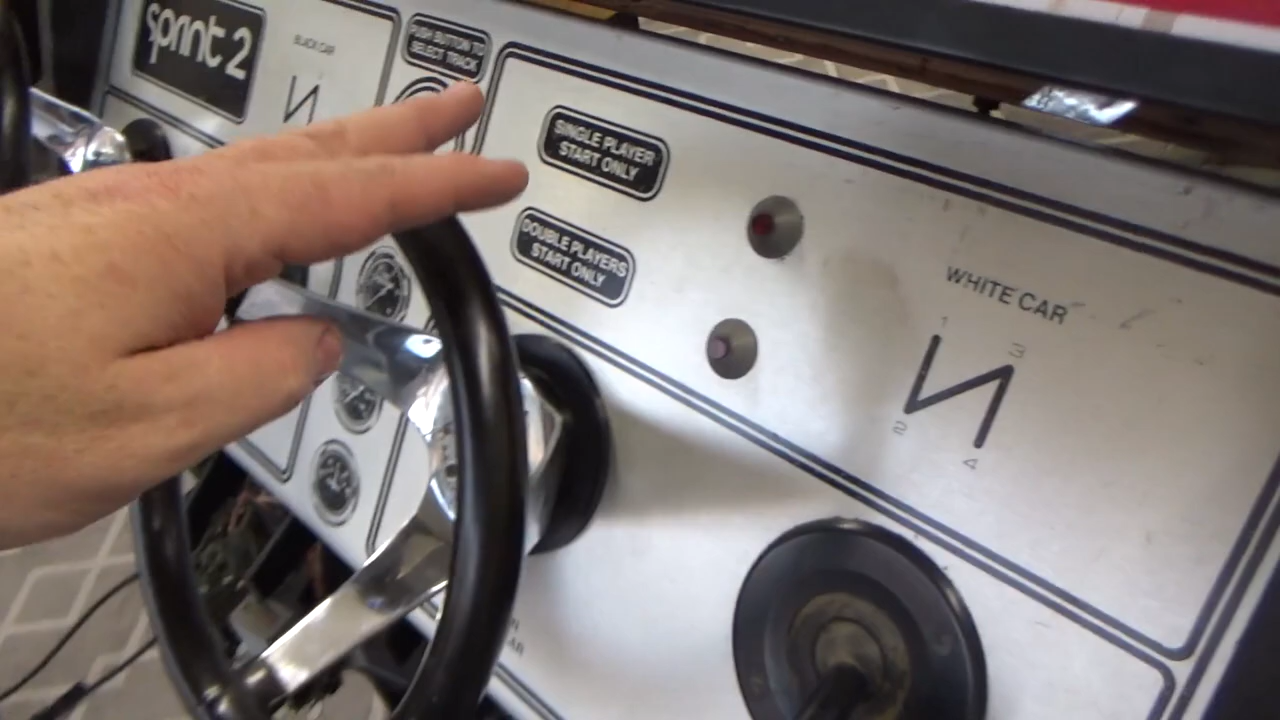 sprint 2
BLACK CAR
PUSH BUTTON TO
SELECT TRACK
SINGLE PLAYER
START ONLY
DOUBLE PLAYERS
START ONLY
WHITE CAR
1
3
2
4